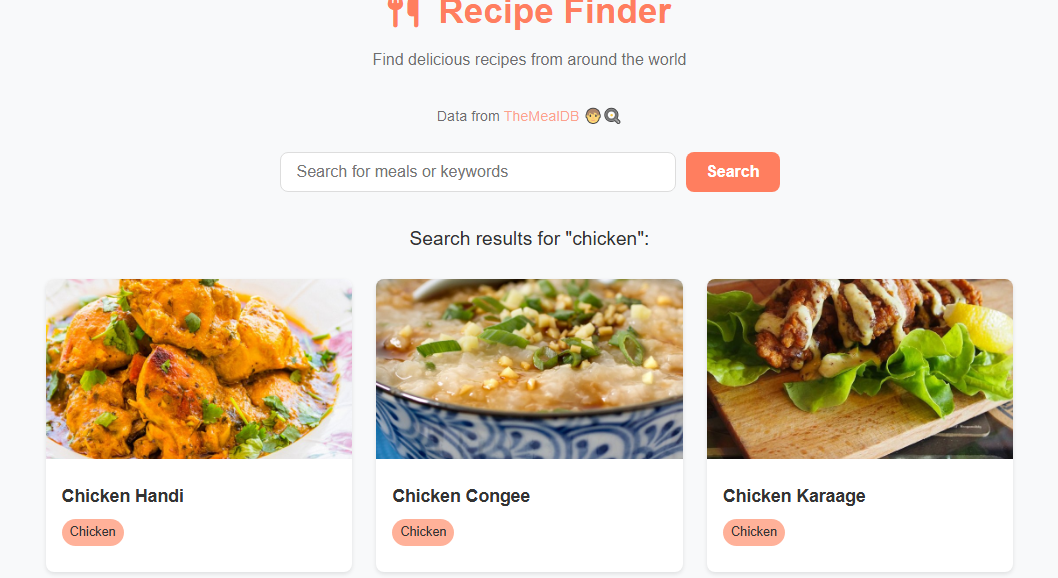 Recipe Finder
Find delicious recipes from around the world
Data from TheMealDB
Search for meals or keywords
Search
Search results for "chicken":
Chicken Handi
Chicken
Chicken Congee
Chicken
Chicken Karaage
Chicken